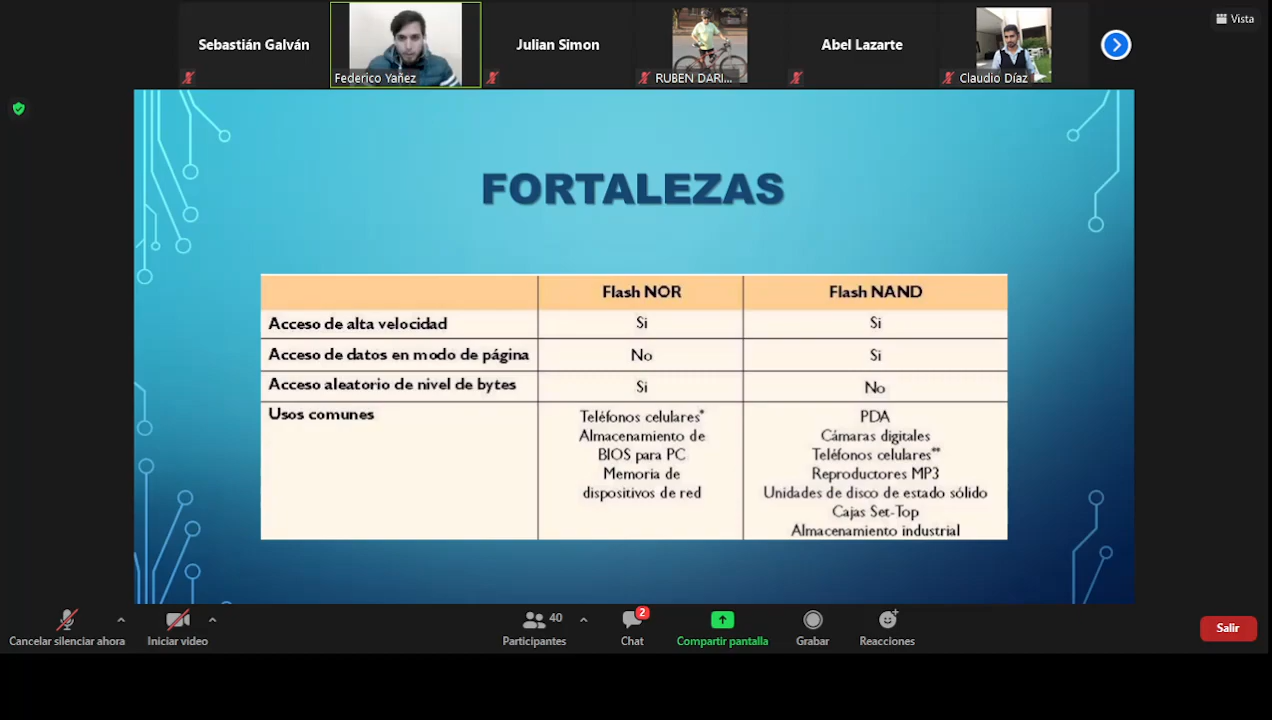 Vista
Sebastián Galván
Federico Yañez
Julian Simon
RUBEN DARI...
Abel Lazarte
Claudio Díaz
FORTALEZAS
Flash NOR Flash NAND
Acceso de alta velocidad Si Si
Acceso de datos en modo de página No Si
Acceso aleatorio de nivel de bytes Si No
Usos comunes
Teléfonos celulares*
Almacenamiento de
BIOS para PC
Memoria de
dispositivos de red
PDA
Cámaras digitales
Teléfonos celulares**
Reproductores MP3
Unidades de disco de estado sólido
Cajas Set-Top
Almacenamiento industrial
Cancelar silenciar ahora
Iniciar video
40
Participantes
2
Chat
Compartir pantalla
Grabar
Reacciones
Salir